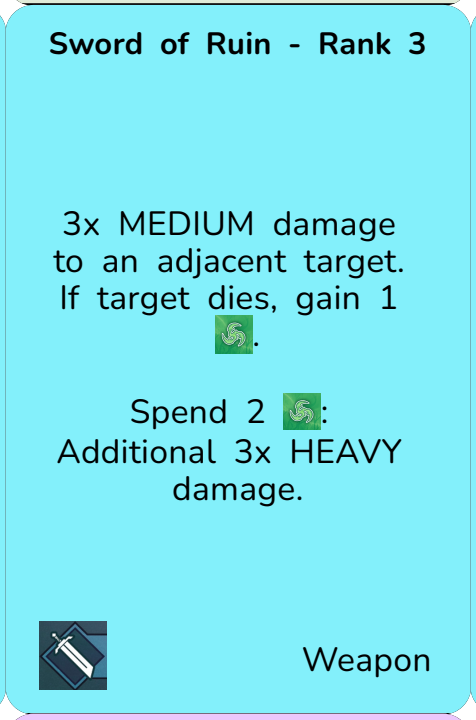 Sword of Ruin - Rank 3
3x MEDIUM damage
to an adjacent target.
If target dies, gain 1
.
Spend 2 :
Additional 3x HEAVY
damage.
Weapon